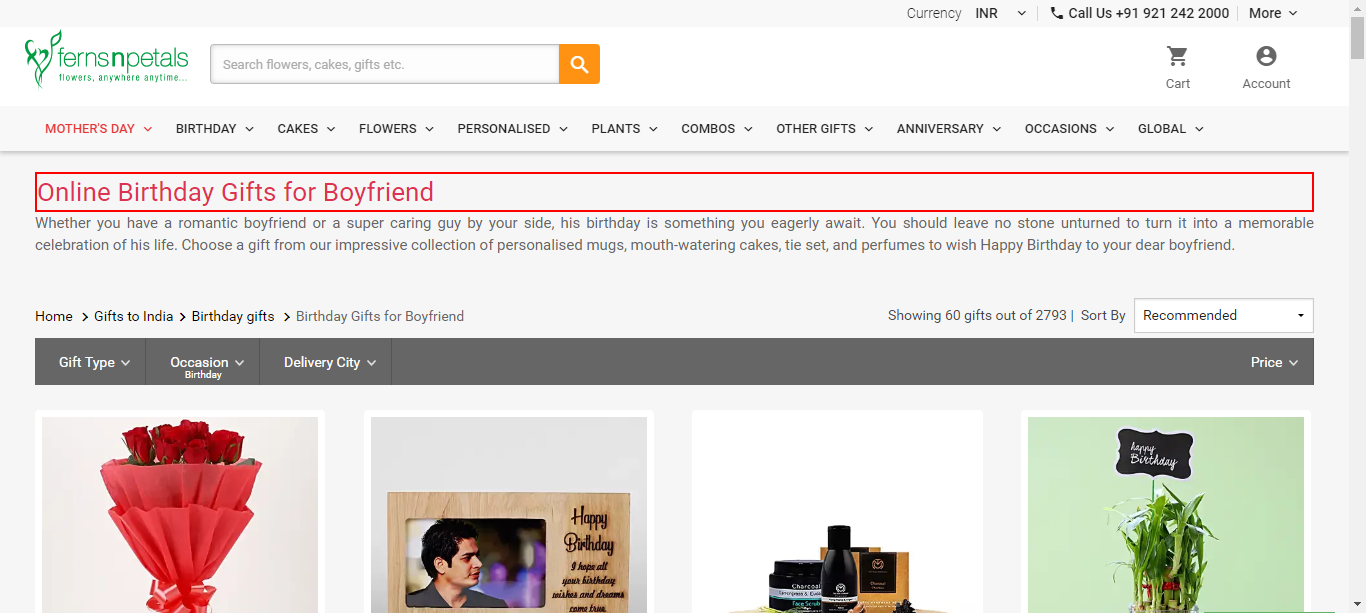 Currency INR Call Us +91 921 242 2000 More
fernsnpetals
flowers, anywhere anytime...
Search flowers, cakes, gifts etc.
Cart Account
MOTHER'S DAY BIRTHDAY CAKES FLOWERS PERSONALISED PLANTS COMBOS OTHER GIFTS ANNIVERSARY OCCASIONS GLOBAL
Online Birthday Gifts for Boyfriend
Whether you have a romantic boyfriend or a super caring guy by your side, his birthday is something you eagerly await. You should leave no stone unturned to turn it into a memorable
celebration of his life. Choose a gift from our impressive collection of personalised mugs, mouth-watering cakes, tie set, and perfumes to wish Happy Birthday to your dear boyfriend.
Home > Gifts to India > Birthday gifts > Birthday Gifts for Boyfriend
Showing 60 gifts out of 2793 | Sort By Recommended
Gift Type Occasion Delivery City Price
Birthday
happy
Birthday
Happy
Birthday
I hope all
your birthday
wishes and dreams
come true.
Charcoal
Face Scrub